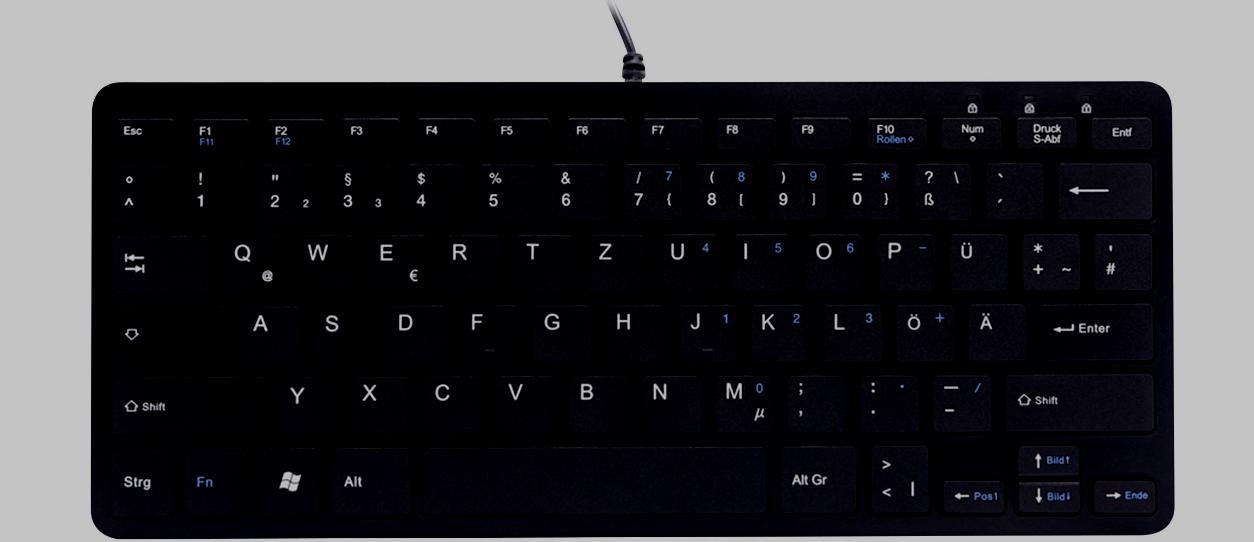 Esc F1 F2 F3 F4 F5 F6 F7 F8 F9 F10 Num Druck Entf
F11 F12 Rollen S-Abf
° ! " § $ % & / 7 ( 8 ) 9 = * ? \ `
^ 1 2 ² 3 ³ 4 5 6 7 { 8 [ 9 ] 0 } ß ´ ←
Q W E R T Z U 4 I 5 O 6 P - Ü * '
@ € + ~ #
A S D F G H J 1 K 2 L 3 Ö + Ä Enter
Y X C V B N M 0 ; : · — /
Shift µ , . - Shift
Strg Fn Alt Alt Gr > ↑ Bild↑
< | ← Pos1 ↓ Bild↓ → Ende